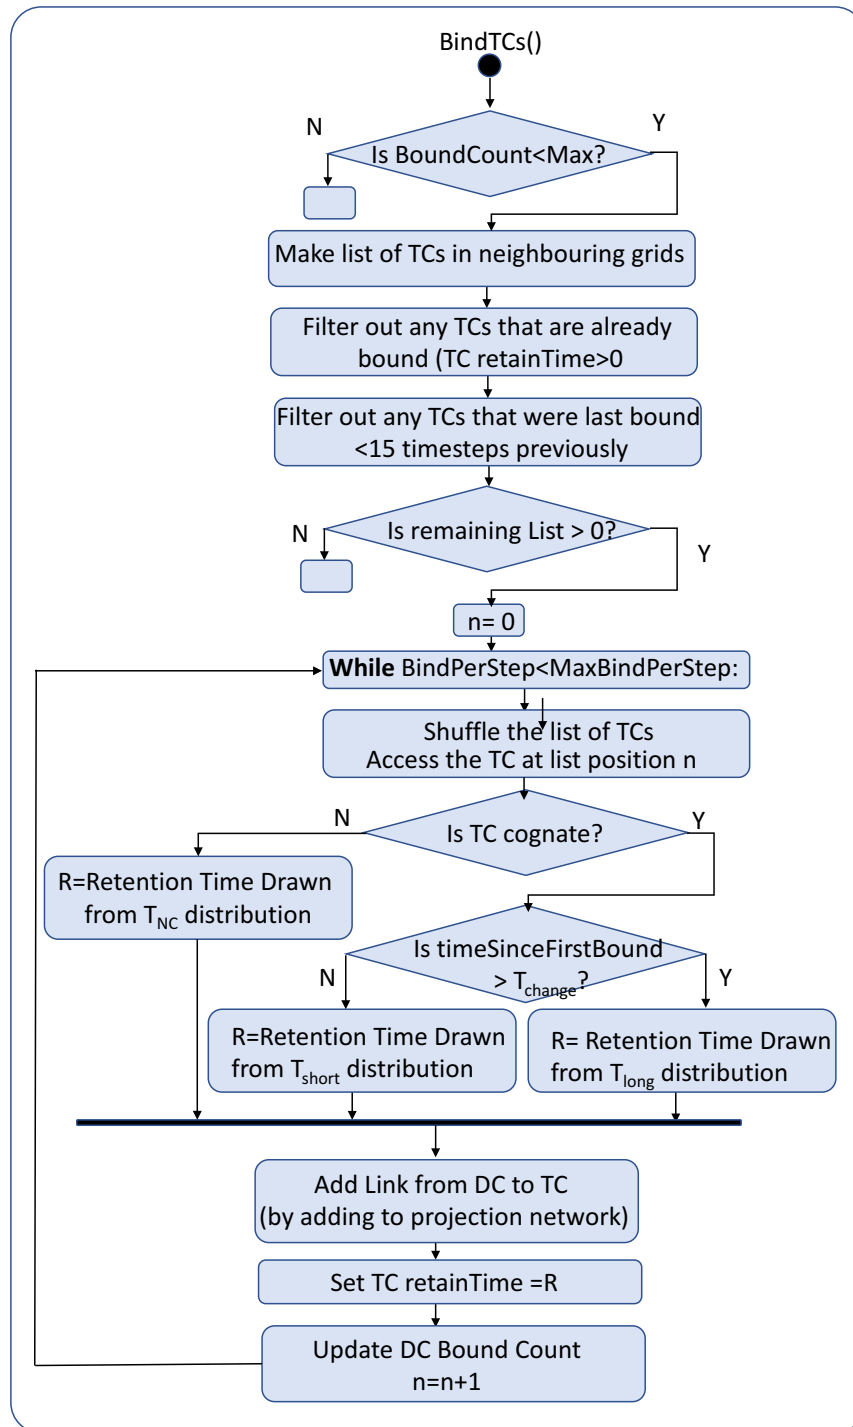 BindTCs()
N
Y
Is BoundCount<Max?
Make list of TCs in neighbouring grids
Filter out any TCs that are already
bound (TC retainTime>0
Filter out any TCs that were last bound
<15 timesteps previously
N
Is remaining List > 0?
Y
n= 0
While BindPerStep<MaxBindPerStep:
Shuffle the list of TCs
Access the TC at list position n
N
Is TC cognate?
Y
R=Retention Time Drawn
from TNC distribution
Is timeSinceFirstBound
> Tchange?
N
Y
R=Retention Time Drawn
from Tshort distribution
R= Retention Time Drawn
from Tlong distribution
Add Link from DC to TC
(by adding to projection network)
Set TC retainTime =R
Update DC Bound Count
n=n+1